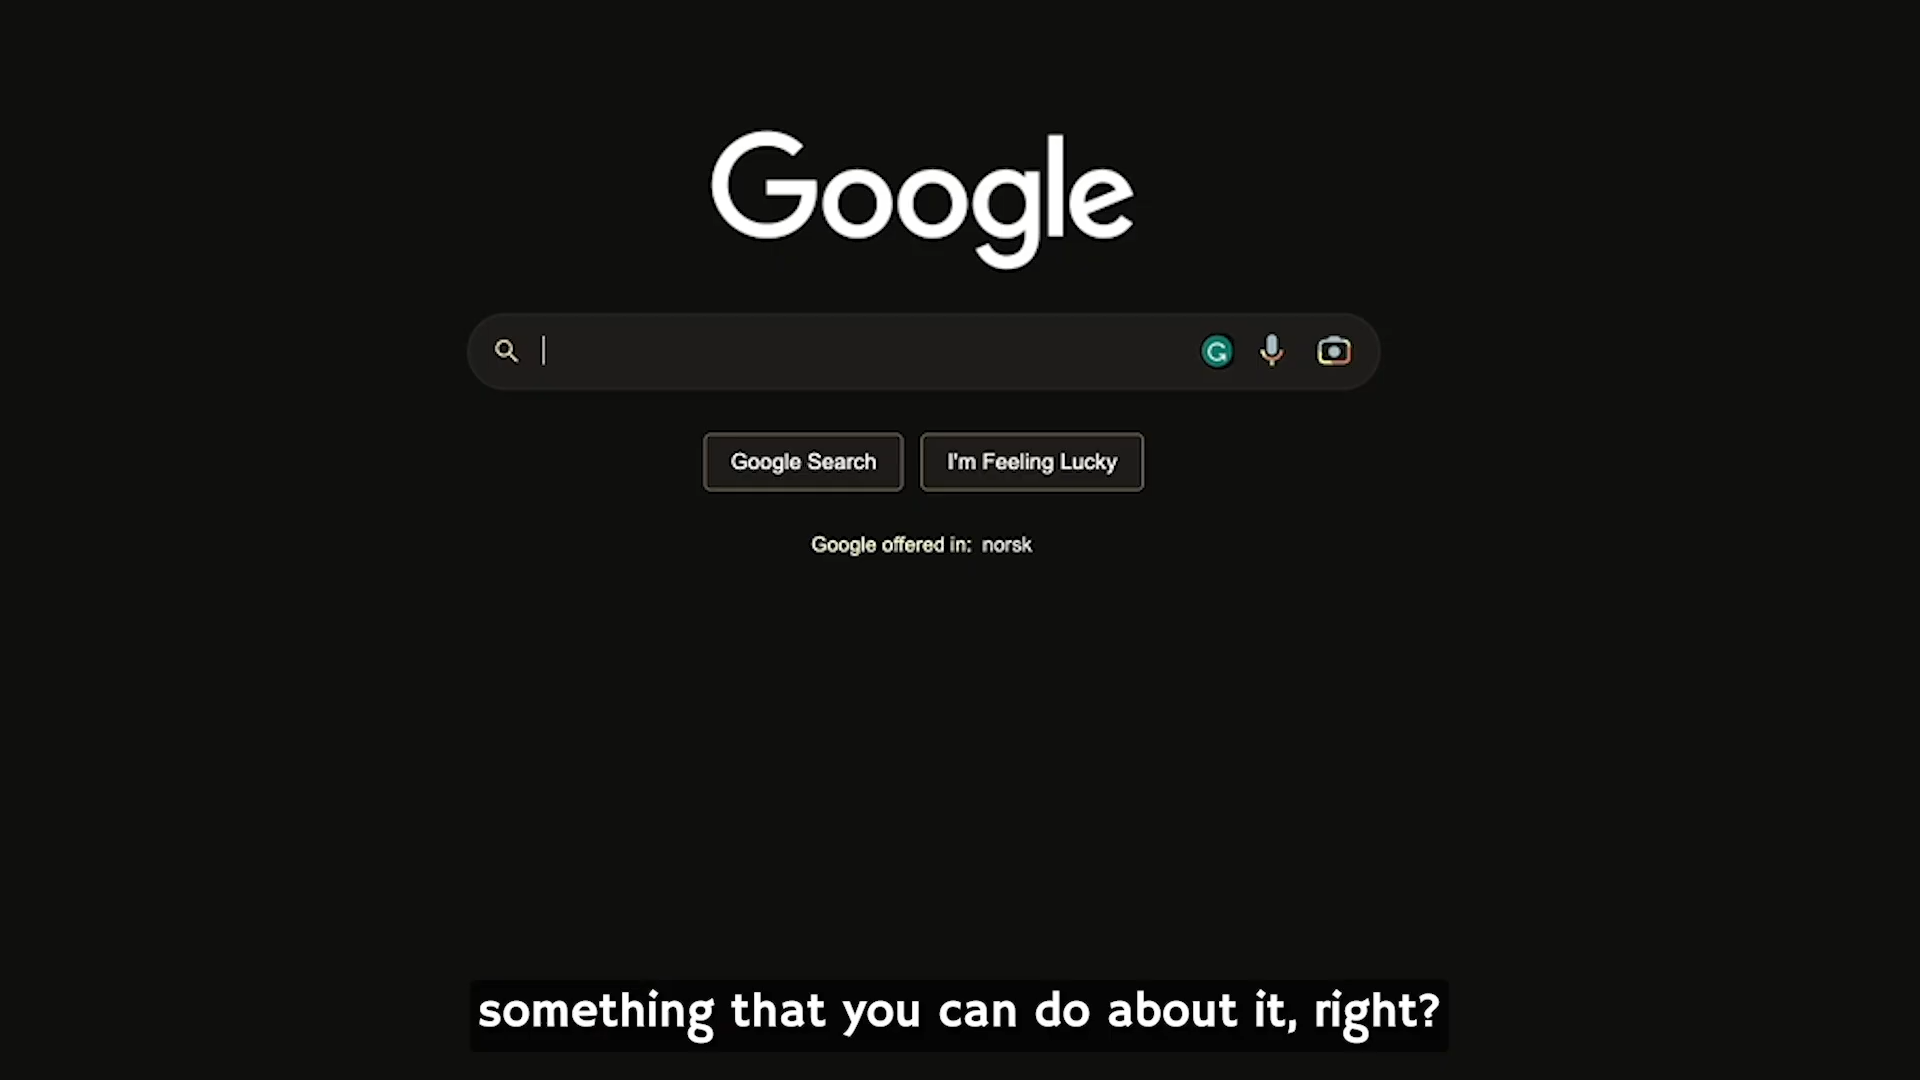 Google
Google Search
I'm Feeling Lucky
Google offered in: norsk
something that you can do about it, right?